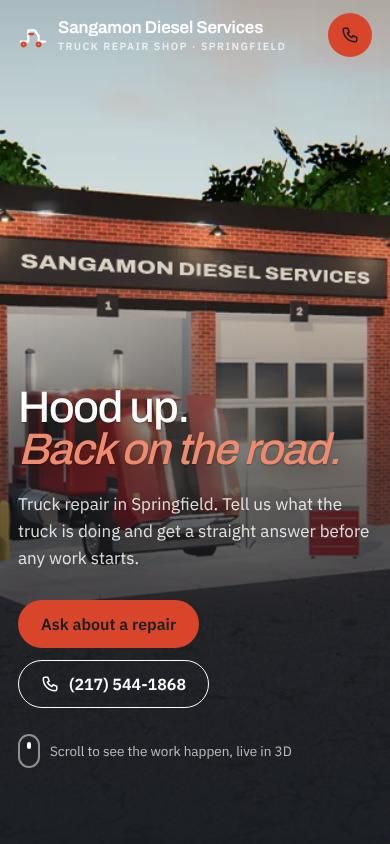 Sangamon Diesel Services
TRUCK REPAIR SHOP · SPRINGFIELD
SANGAMON DIESEL SERVICES
1
2
Hood up.
Back on the road.
Truck repair in Springfield. Tell us what the
truck is doing and get a straight answer before
any work starts.
Ask about a repair
(217) 544-1868
Scroll to see the work happen, live in 3D